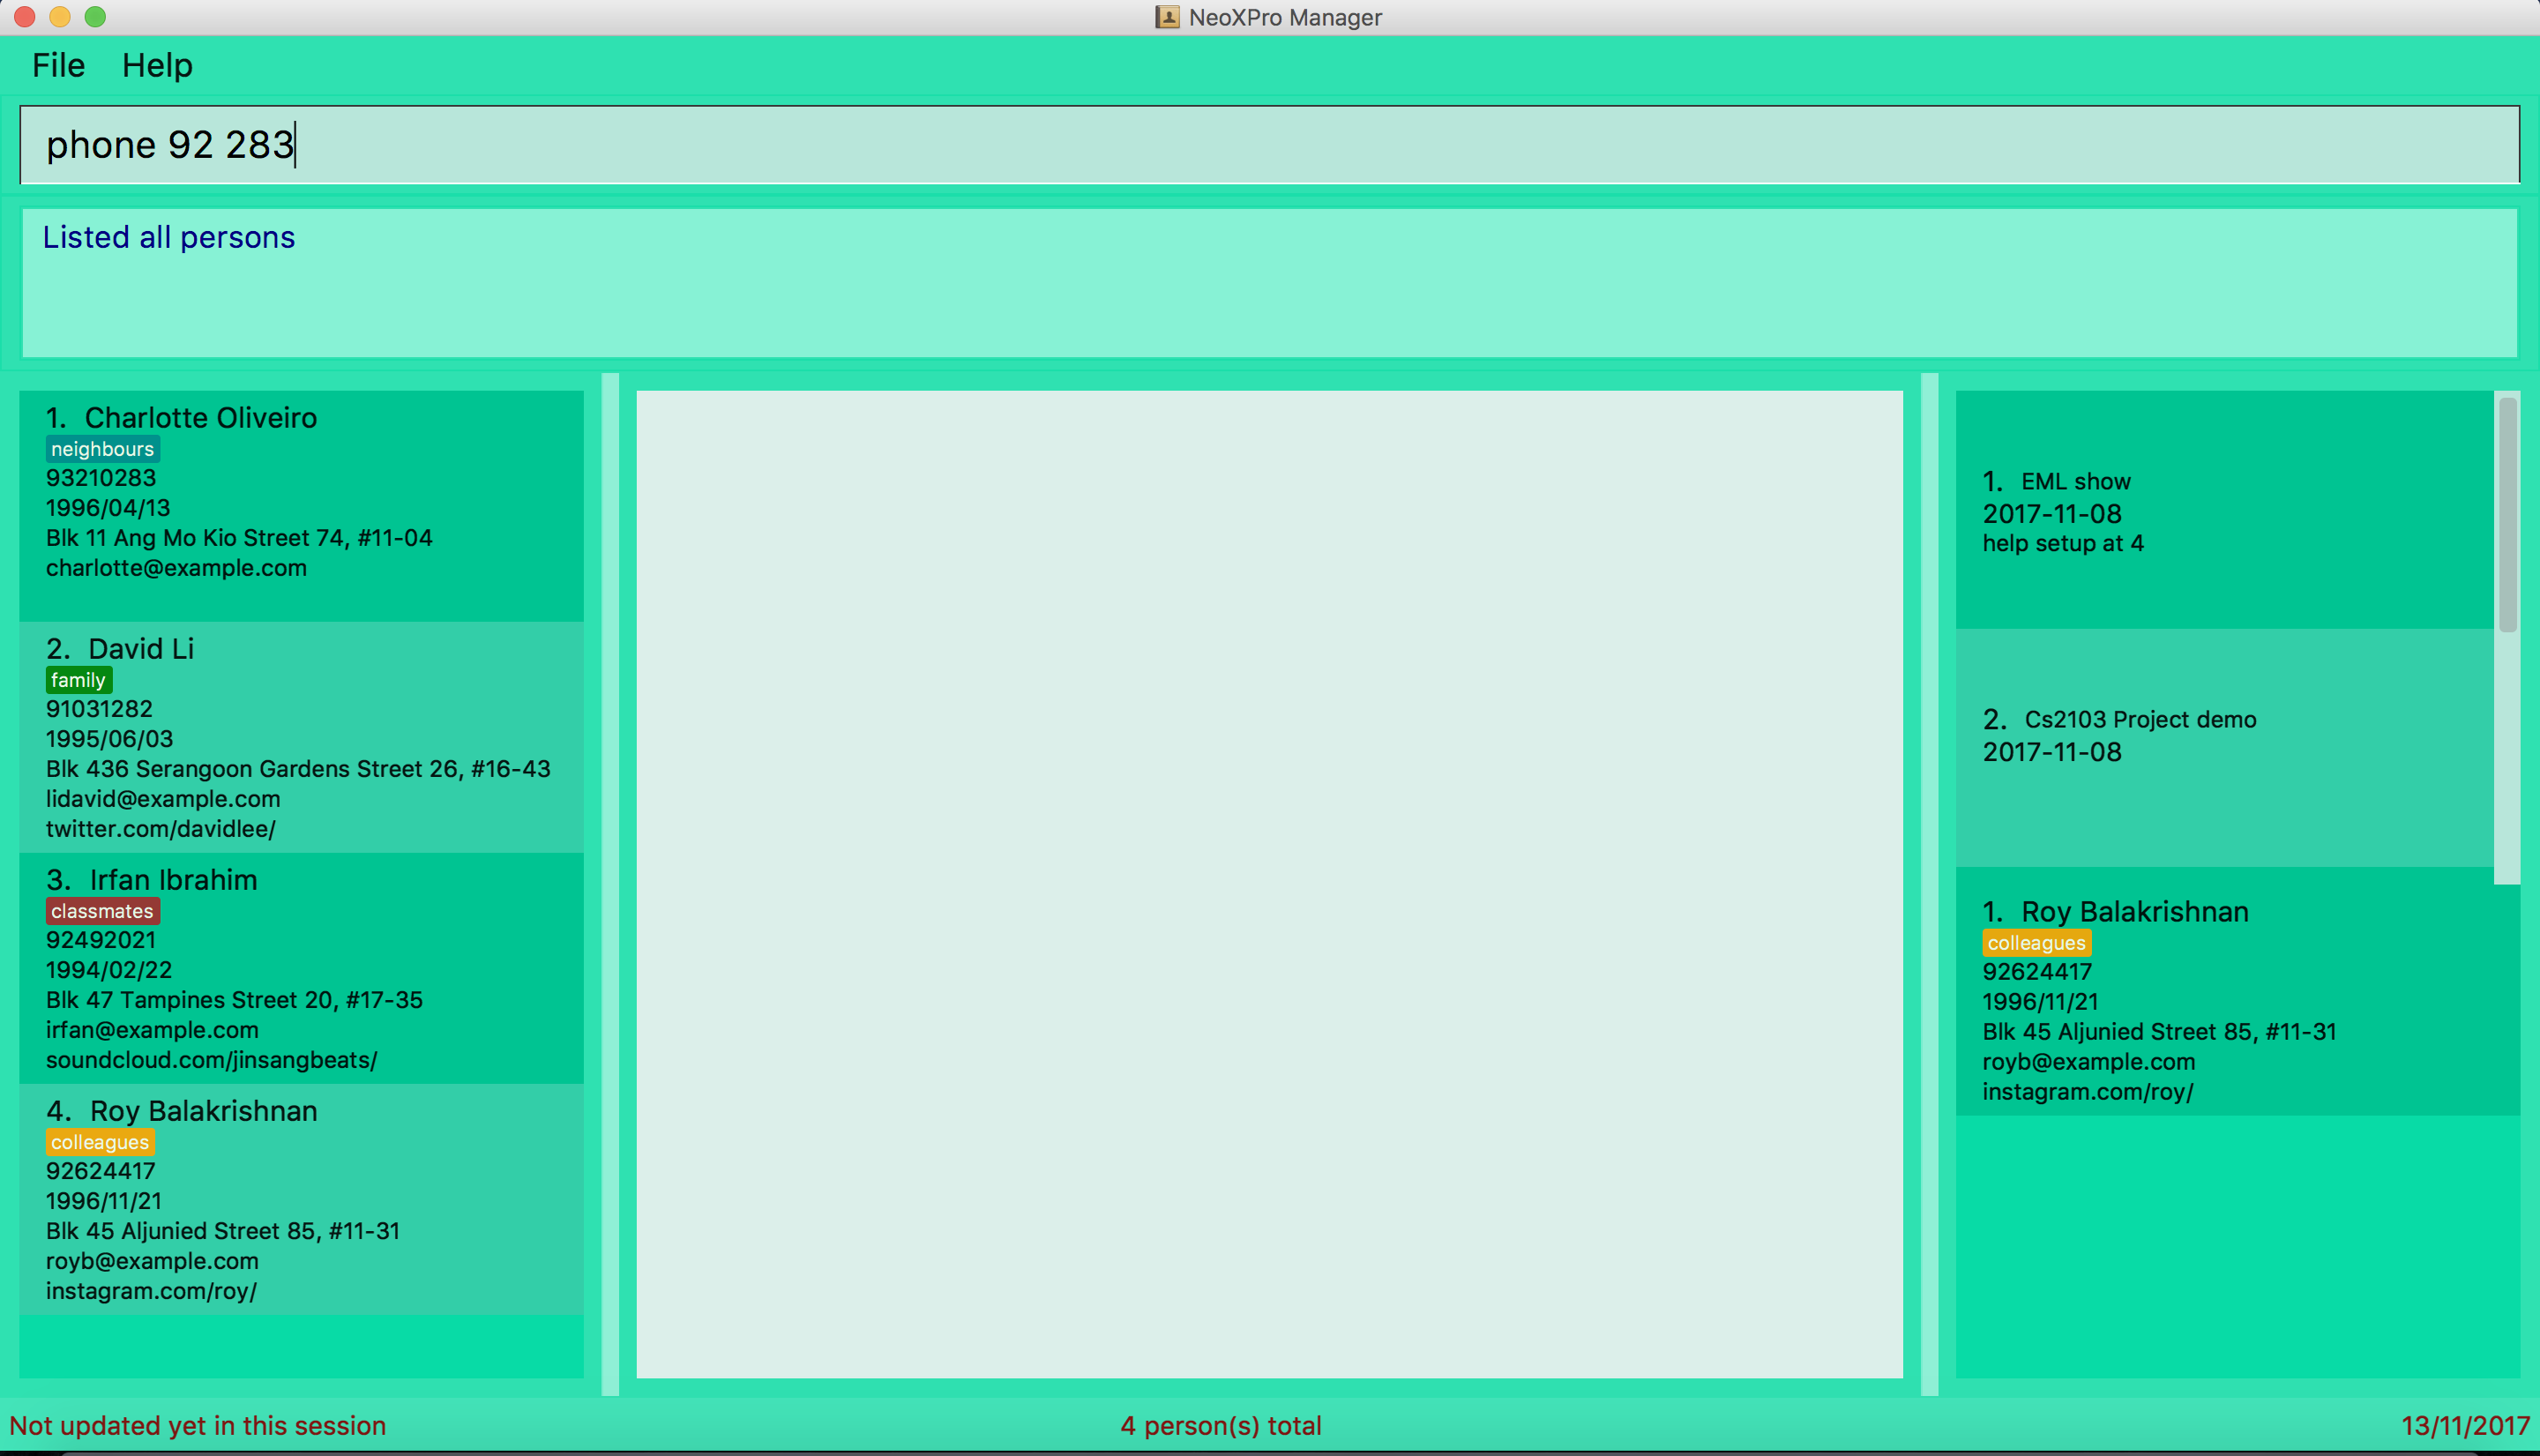 NeoXPro Manager
File Help
phone 92 283
Listed all persons
1. Charlotte Oliveiro
neighbours
93210283
1996/04/13
Blk 11 Ang Mo Kio Street 74, #11-04
charlotte@example.com
2. David Li
family
91031282
1995/06/03
Blk 436 Serangoon Gardens Street 26, #16-43
lidavid@example.com
twitter.com/davidlee/
3. Irfan Ibrahim
classmates
92492021
1994/02/22
Blk 47 Tampines Street 20, #17-35
irfan@example.com
soundcloud.com/jinsangbeats/
4. Roy Balakrishnan
colleagues
92624417
1996/11/21
Blk 45 Aljunied Street 85, #11-31
royb@example.com
instagram.com/roy/
1. EML show
2017-11-08
help setup at 4
2. Cs2103 Project demo
2017-11-08
1. Roy Balakrishnan
colleagues
92624417
1996/11/21
Blk 45 Aljunied Street 85, #11-31
royb@example.com
instagram.com/roy/
Not updated yet in this session
4 person(s) total
13/11/2017